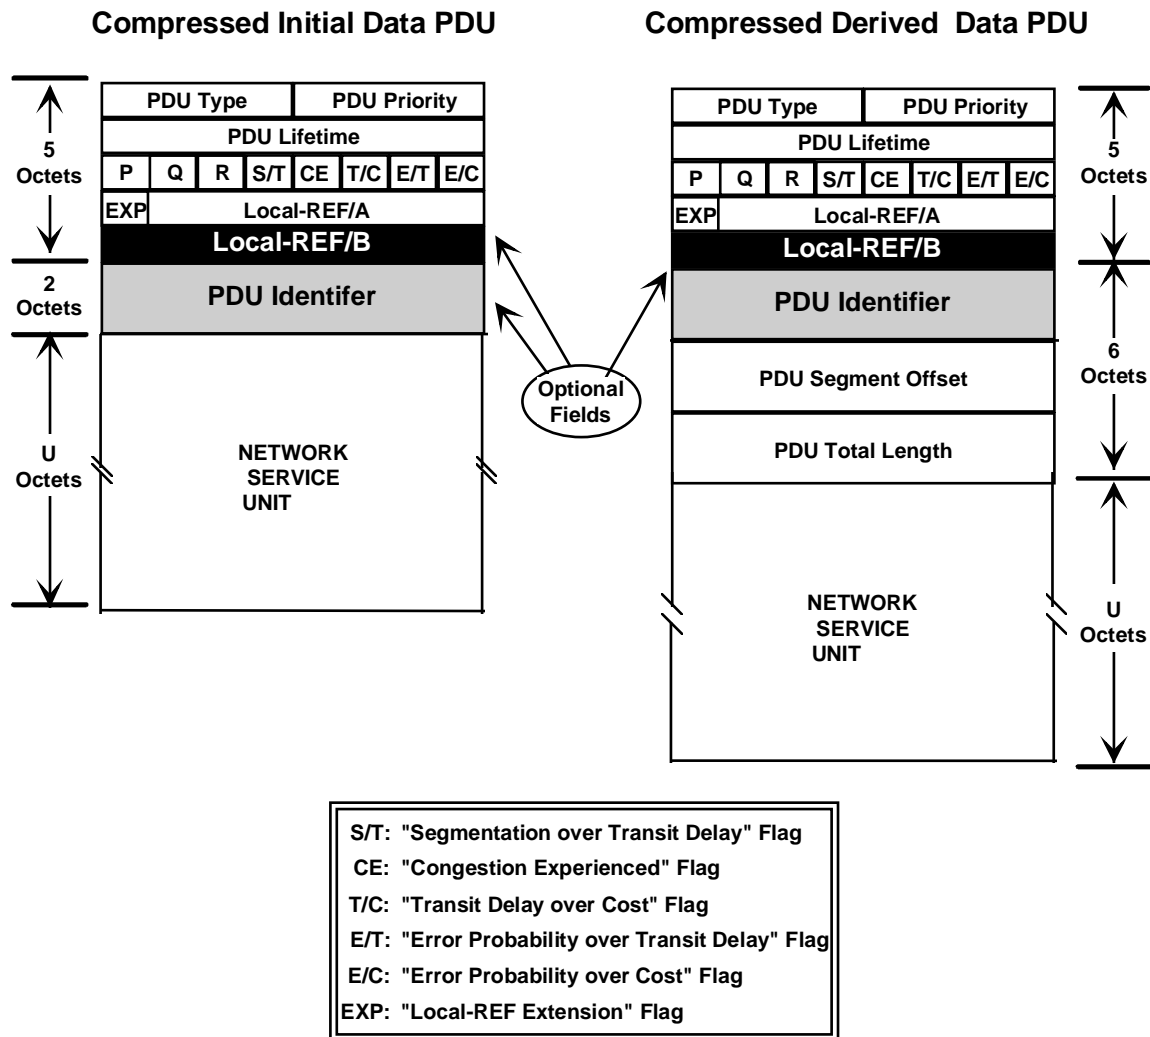 Compressed Initial Data PDU
5
Octets
2
Octets
U
Octets
PDU Type PDU Priority
PDU Lifetime
P Q R S/T CE T/C E/T E/C
EXP Local-REF/A
Local-REF/B
PDU Identifer
NETWORK
SERVICE
UNIT
Optional
Fields
Compressed Derived Data PDU
PDU Type PDU Priority
PDU Lifetime
P Q R S/T CE T/C E/T E/C
EXP Local-REF/A
Local-REF/B
PDU Identifier
PDU Segment Offset
PDU Total Length
NETWORK
SERVICE
UNIT
5
Octets
6
Octets
U
Octets
S/T: "Segmentation over Transit Delay" Flag
CE: "Congestion Experienced" Flag
T/C: "Transit Delay over Cost" Flag
E/T: "Error Probability over Transit Delay" Flag
E/C: "Error Probability over Cost" Flag
EXP: "Local-REF Extension" Flag